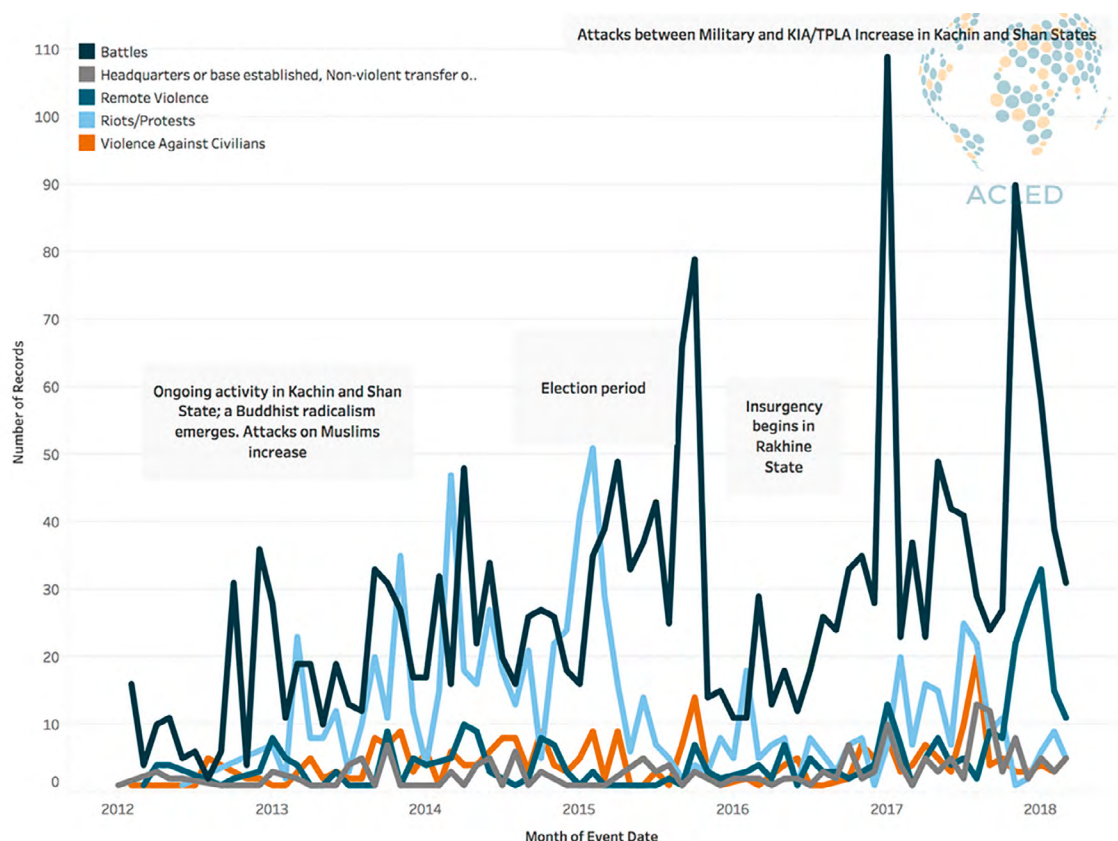 Attacks between Military and KIA/TPLA Increase in Kachin and Shan States
110
Battles
Headquarters or base established, Non-violent transfer o..
Remote Violence
Riots/Protests
Violence Against Civilians
100
90
ACLED
80
70
60
Ongoing activity in Kachin and Shan
State; a Buddhist radicalism
emerges. Attacks on Muslims
increase
Election period
Insurgency
begins in
Rakhine
State
Number of Records
50
40
30
20
10
0
2012 2013 2014 2015 2016 2017 2018
Month of Event Date